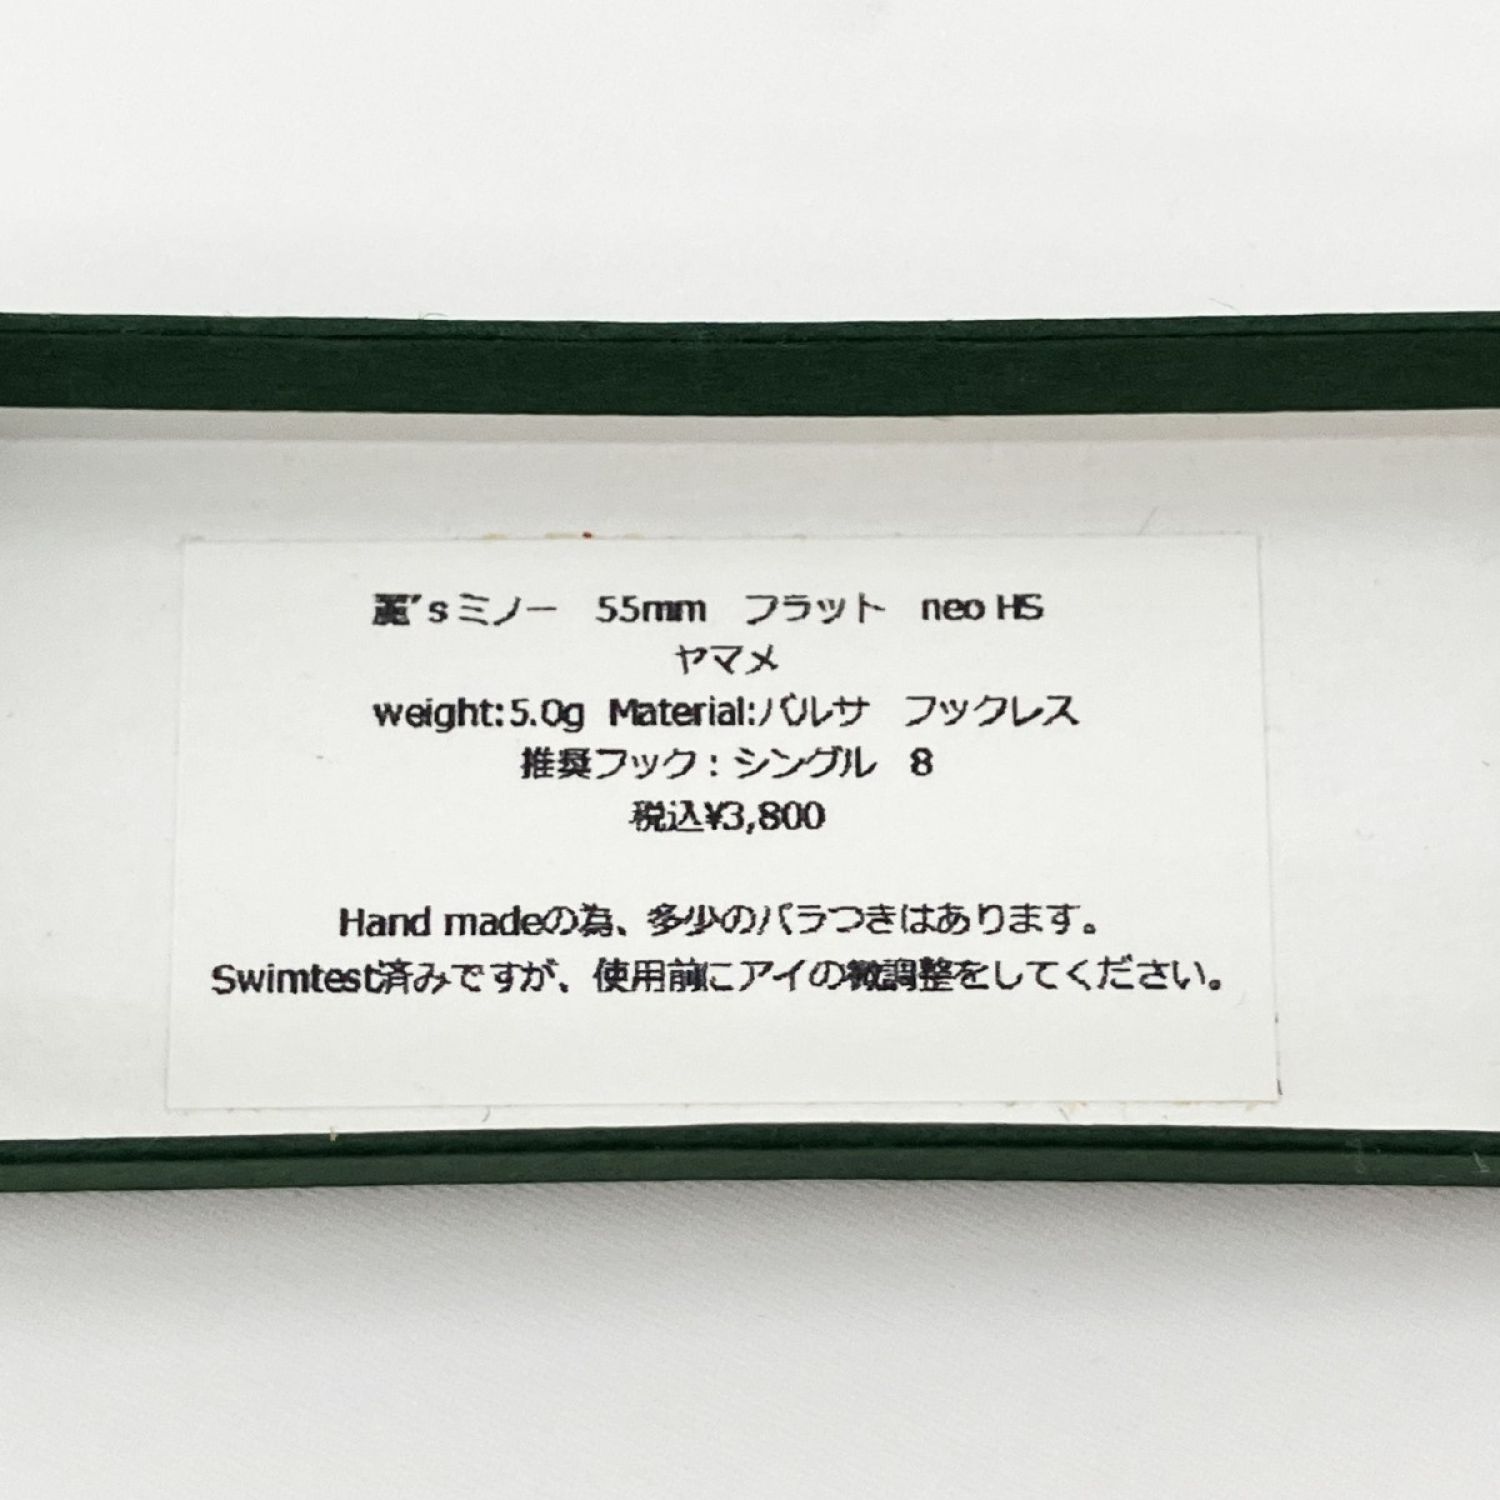 麗’sミノー　55mm　フラット　neo HS
ヤマメ
weight:5.0g Material:バルサ　フックレス
推奨フック：シングル　8
税込¥3,800
Hand madeの為、多少のバラつきはあります。
Swimtest済みですが、使用前にアイの微調整をしてください。